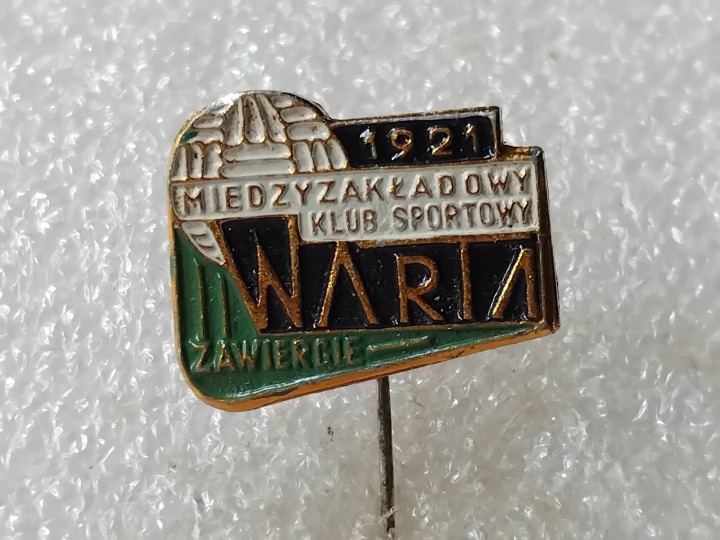 1921
MIEDZYZAKŁADOWY
KLUB SPORTOWY
WARTA
ZAWIERCIE